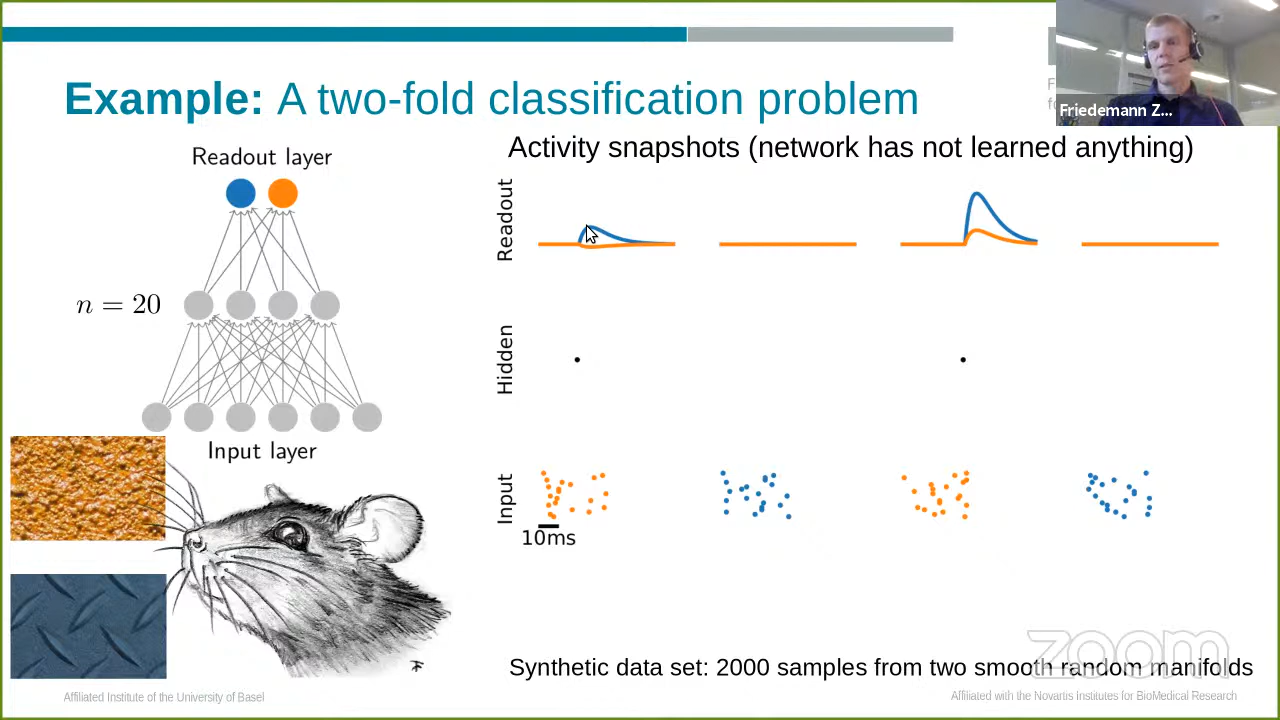 Example: A two-fold classification problem
Friedemann Z...
Readout layer
n = 20
Input layer
Activity snapshots (network has not learned anything)
Readout
Hidden
Input
10ms
Synthetic data set: 2000 samples from two smooth random manifolds
zoom
Affiliated Institute of the University of Basel
Affiliated with the Novartis Institutes for BioMedical Research